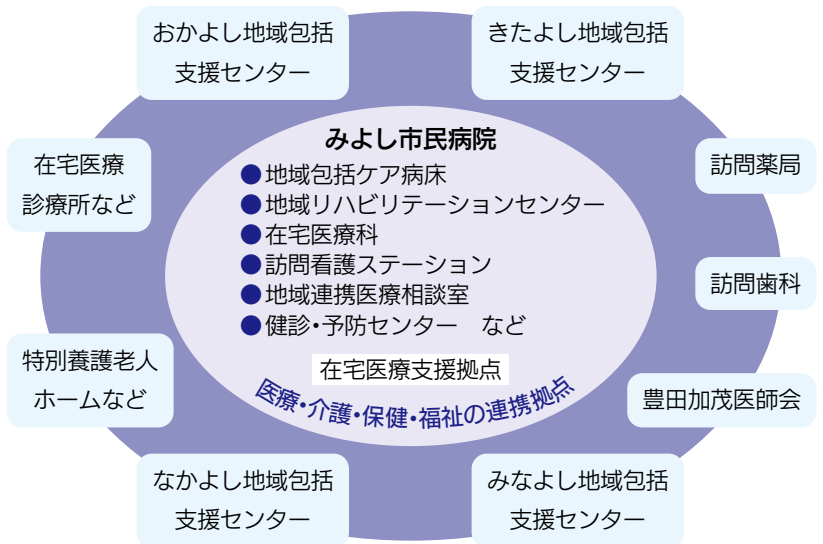 おかよし地域包括
支援センター
きたよし地域包括
支援センター
在宅医療
診療所など
訪問薬局
みよし市民病院
●地域包括ケア病床
●地域リハビリテーションセンター
●在宅医療科
●訪問看護ステーション
●地域連携医療相談室
●健診・予防センター　など
在宅医療支援拠点
医療・介護・保健・福祉の連携拠点
訪問歯科
特別養護老人
ホームなど
豊田加茂医師会
なかよし地域包括
支援センター
みなよし地域包括
支援センター